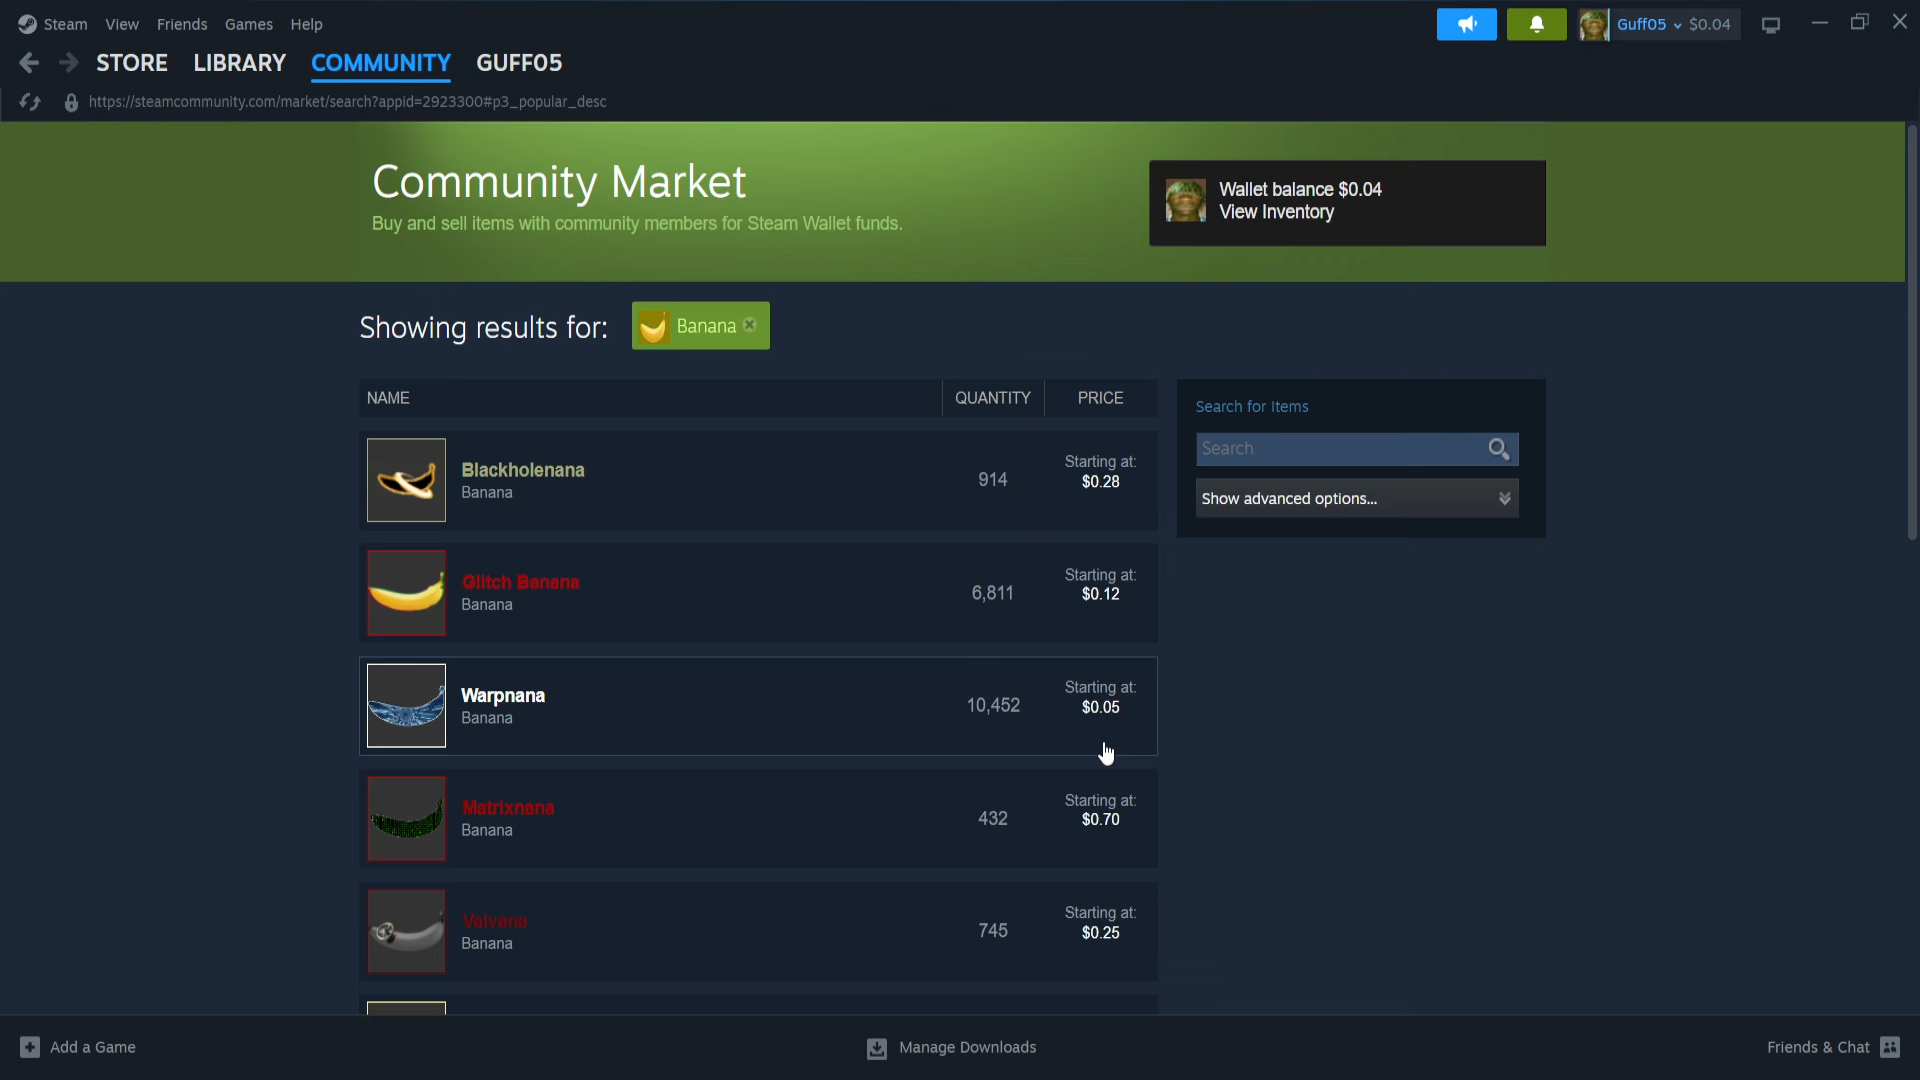 Steam View Friends Games Help
Guff05 $0.04
STORE LIBRARY COMMUNITY GUFF05
https://steamcommunity.com/market/search?appid=2923300#p3_popular_desc
Community Market
Buy and sell items with community members for Steam Wallet funds.
Wallet balance $0.04
View Inventory
Showing results for: Banana
NAME QUANTITY PRICE
Search for Items
Search
Show advanced options...
Blackholenana
Banana
914
Starting at:
$0.28
Glitch Banana
Banana
6,811
Starting at:
$0.12
Warpnana
Banana
10,452
Starting at:
$0.05
Matrixnana
Banana
432
Starting at:
$0.70
Valvana
Banana
745
Starting at:
$0.25
Add a Game
Manage Downloads
Friends & Chat